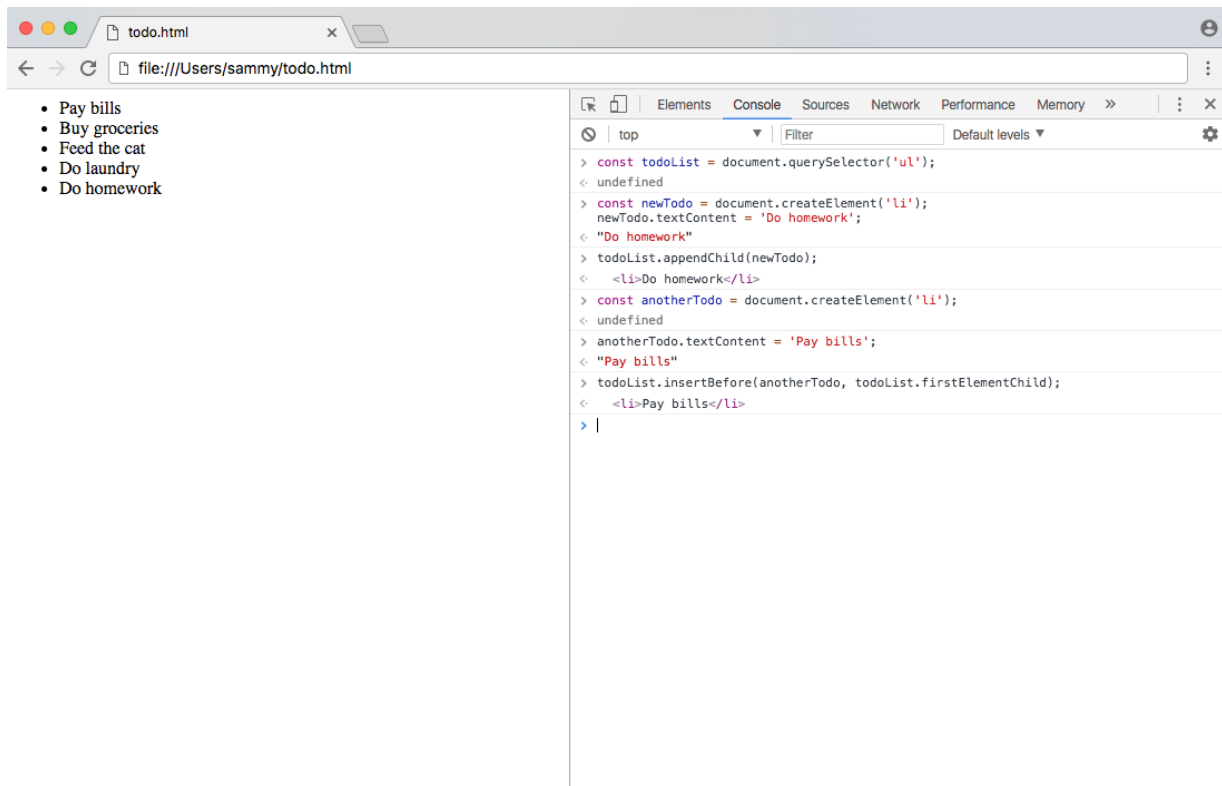 todo.html
file:///Users/sammy/todo.html
Pay bills
Buy groceries
Feed the cat
Do laundry
Do homework
Elements Console Sources Network Performance Memory »
top Filter Default levels
> const todoList = document.querySelector('ul');
undefined
> const newTodo = document.createElement('li');
newTodo.textContent = 'Do homework';
"Do homework"
> todoList.appendChild(newTodo);
<li>Do homework</li>
> const anotherTodo = document.createElement('li');
undefined
> anotherTodo.textContent = 'Pay bills';
"Pay bills"
> todoList.insertBefore(anotherTodo, todoList.firstElementChild);
<li>Pay bills</li>
>